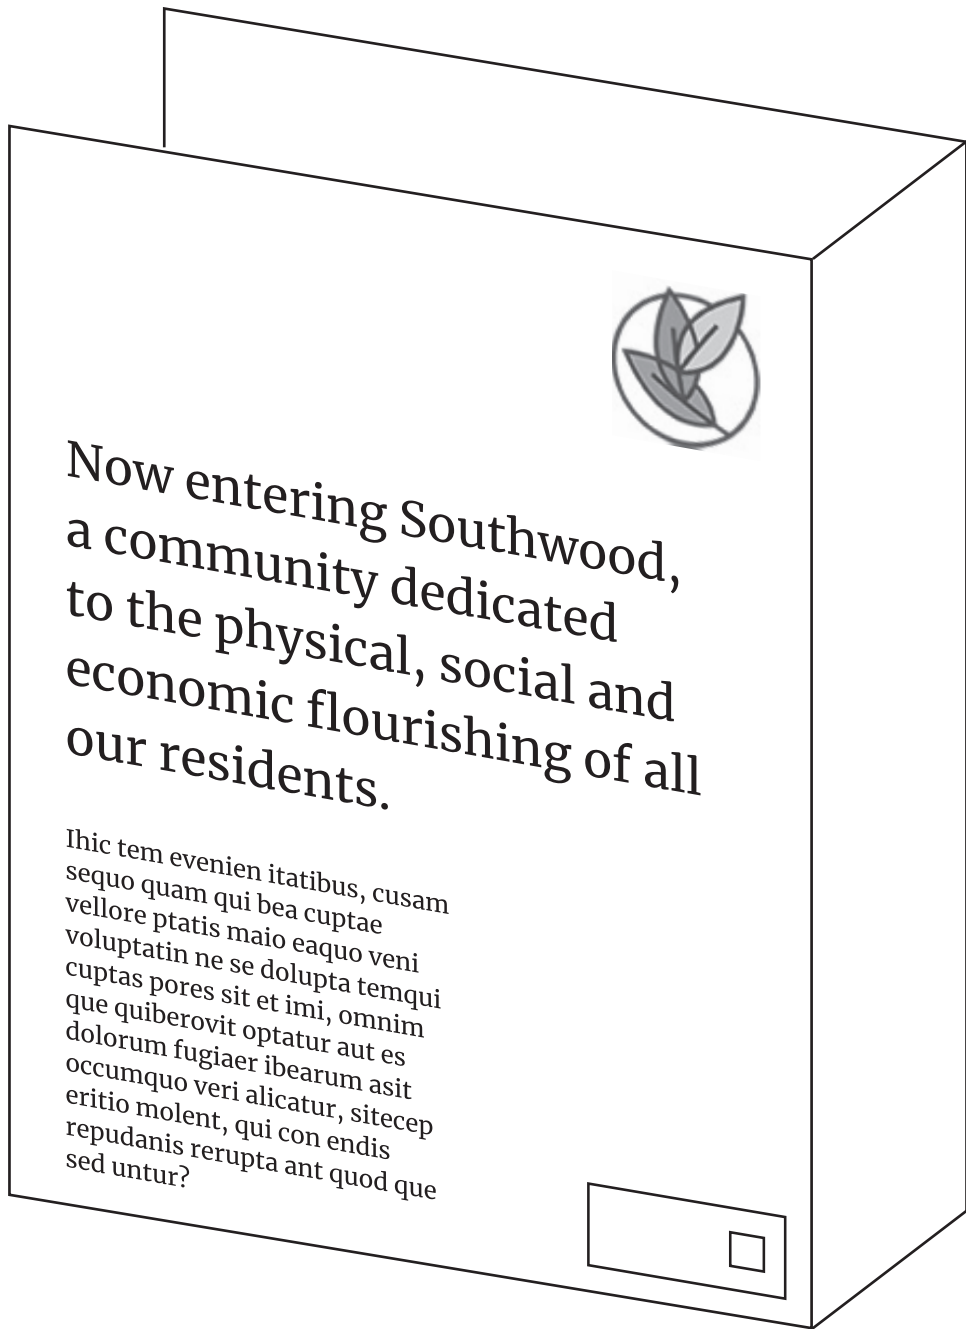 Now entering Southwood,
a community dedicated
to the physical, social and
economic flourishing of all
our residents.
Ihic tem evenien itatibus, cusam
sequo quam qui bea cuptae
vellore ptatis maio eaquo veni
voluptatin ne se dolupta temqui
cuptas pores sit et imi, omnim
que quiberovit optatur aut es
dolorum fugiaer ibearum asit
occumquo veri alicatur, sitecep
eritio molent, qui con endis
repudanis rerupta ant quod que
sed untur?